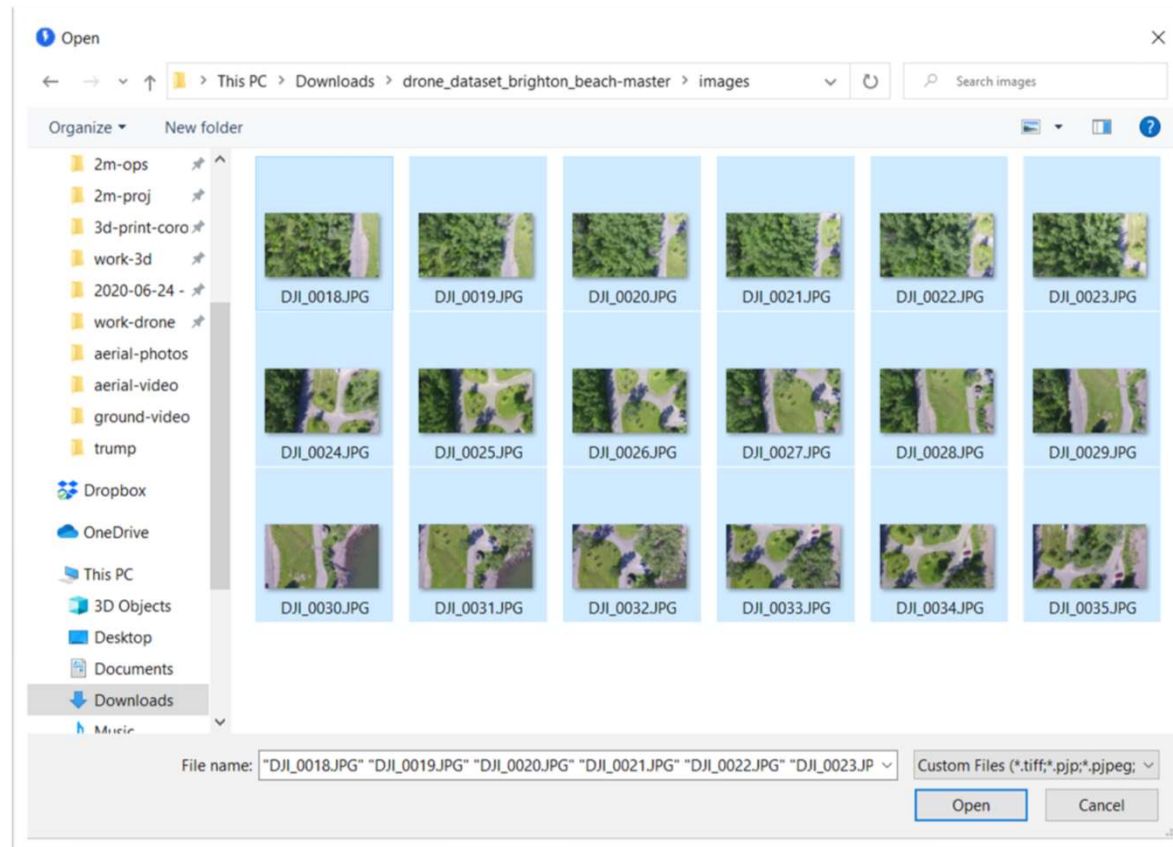 Open
This PC > Downloads > drone_dataset_brighton_beach-master > images
Search images
Organize
New folder
2m-ops
2m-proj
3d-print-coro
work-3d
2020-06-24 -
work-drone
aerial-photos
aerial-video
ground-video
trump
Dropbox
OneDrive
This PC
3D Objects
Desktop
Documents
Downloads
Music
DJI_0018.JPG DJI_0019.JPG DJI_0020.JPG DJI_0021.JPG DJI_0022.JPG DJI_0023.JPG
DJI_0024.JPG DJI_0025.JPG DJI_0026.JPG DJI_0027.JPG DJI_0028.JPG DJI_0029.JPG
DJI_0030.JPG DJI_0031.JPG DJI_0032.JPG DJI_0033.JPG DJI_0034.JPG DJI_0035.JPG
File name: "DJI_0018.JPG" "DJI_0019.JPG" "DJI_0020.JPG" "DJI_0021.JPG" "DJI_0022.JPG" "DJI_0023.JP
Custom Files (*.tiff;*.pjp;*.pjpeg;
Open
Cancel